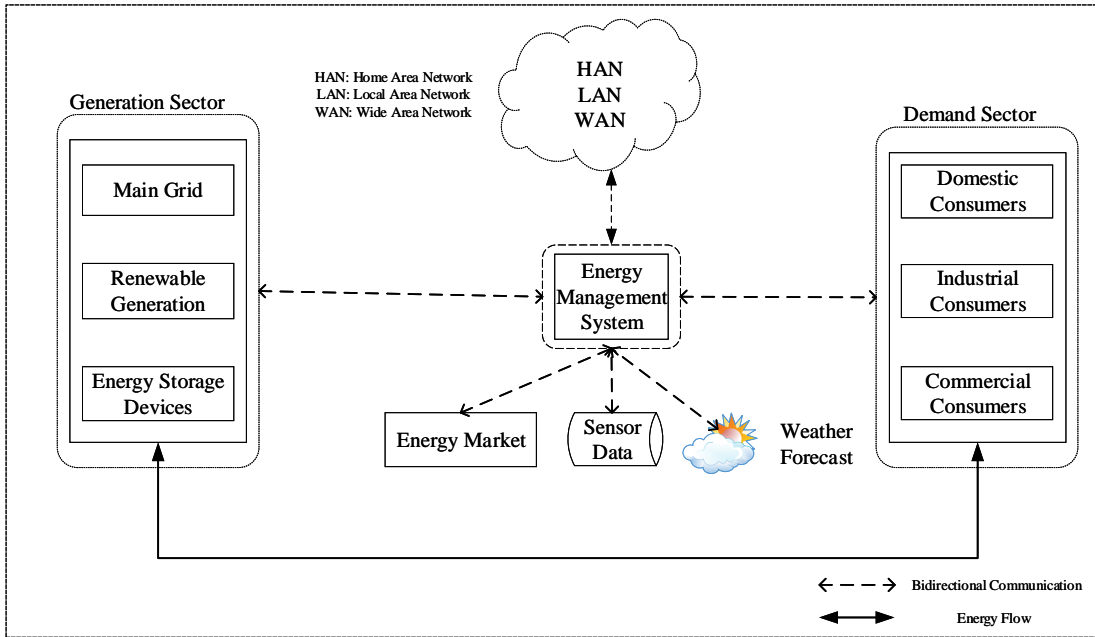 HAN
LAN
WAN
HAN: Home Area Network
LAN: Local Area Network
WAN: Wide Area Network
Generation Sector
Main Grid
Renewable
Generation
Energy Storage
Devices
Energy
Management
System
Energy Market
Sensor
Data
Weather
Forecast
Demand Sector
Domestic
Consumers
Industrial
Consumers
Commercial
Consumers
Bidirectional Communication
Energy Flow